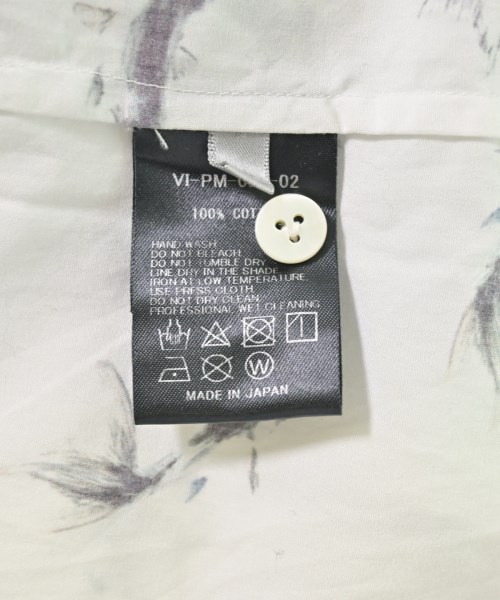 VI-PM- -02
100% COT
HAND WASH
DO NOT BLEACH
DO NOT TUMBLE DRY
LINE DRY IN THE SHADE
IRON AT LOW TEMPERATURE
USE PRESS CLOTH
DO NOT DRY CLEAN
PROFESSIONAL WET CLEANING
W
MADE IN JAPAN